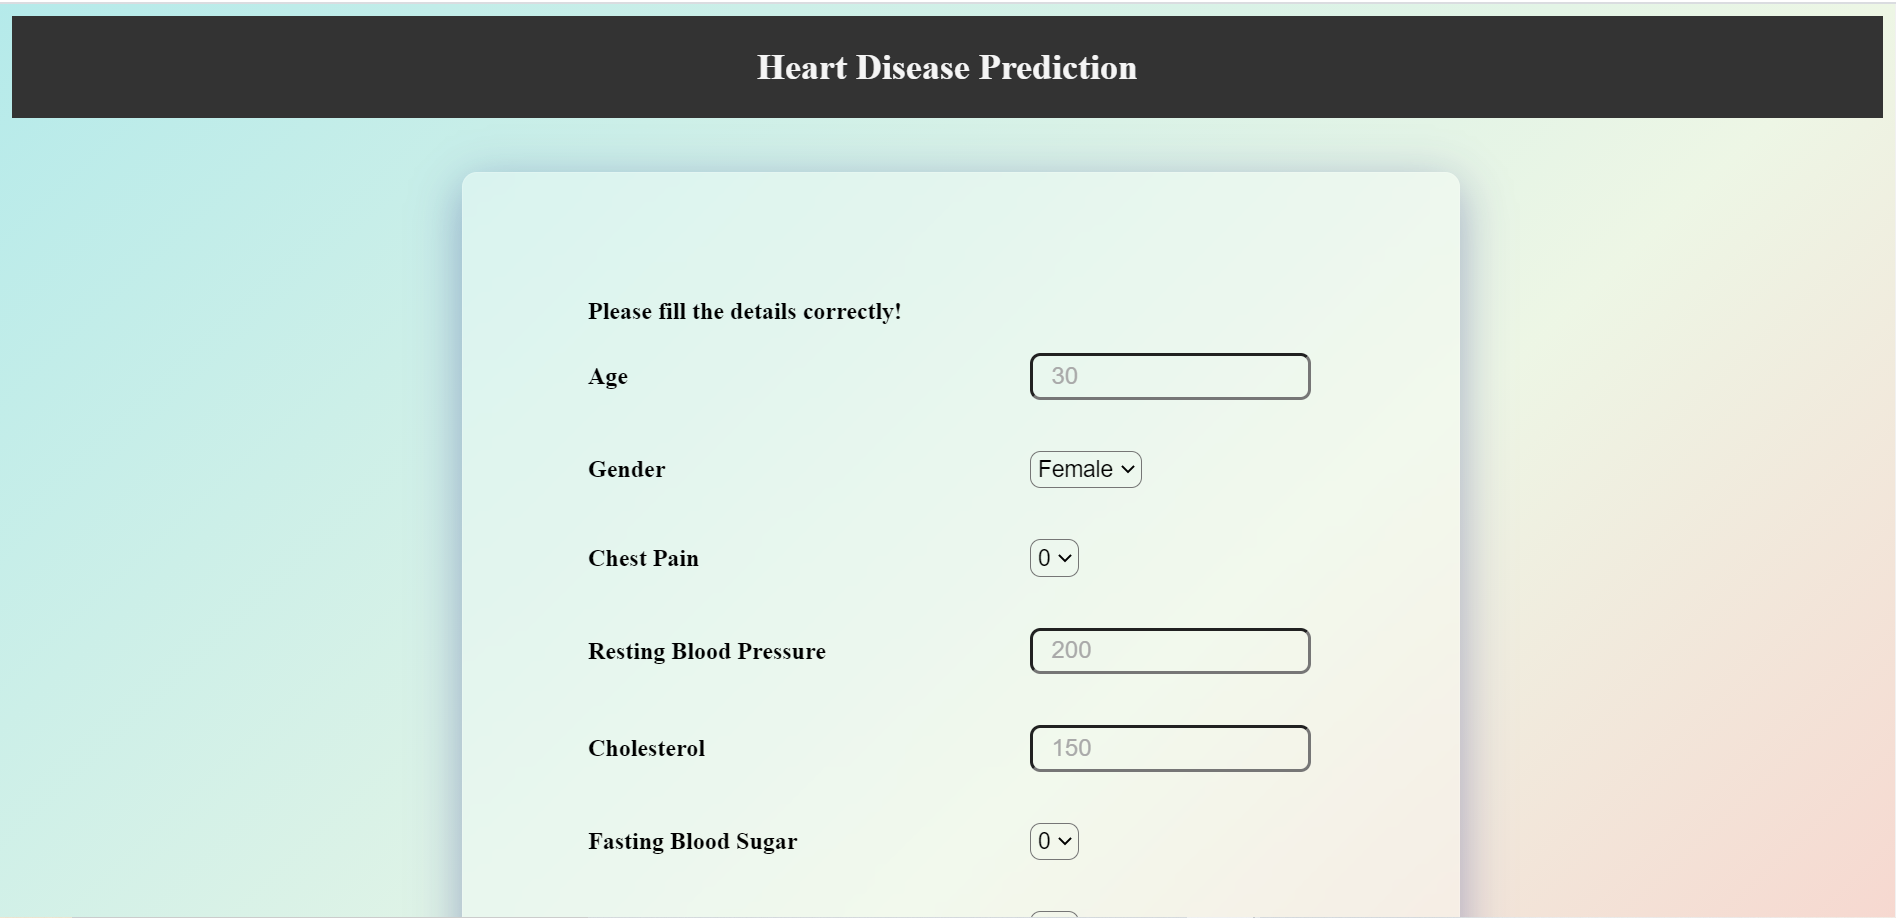 Heart Disease Prediction
Please fill the details correctly!
Age 30
Gender Female
Chest Pain 0
Resting Blood Pressure 200
Cholesterol 150
Fasting Blood Sugar 0